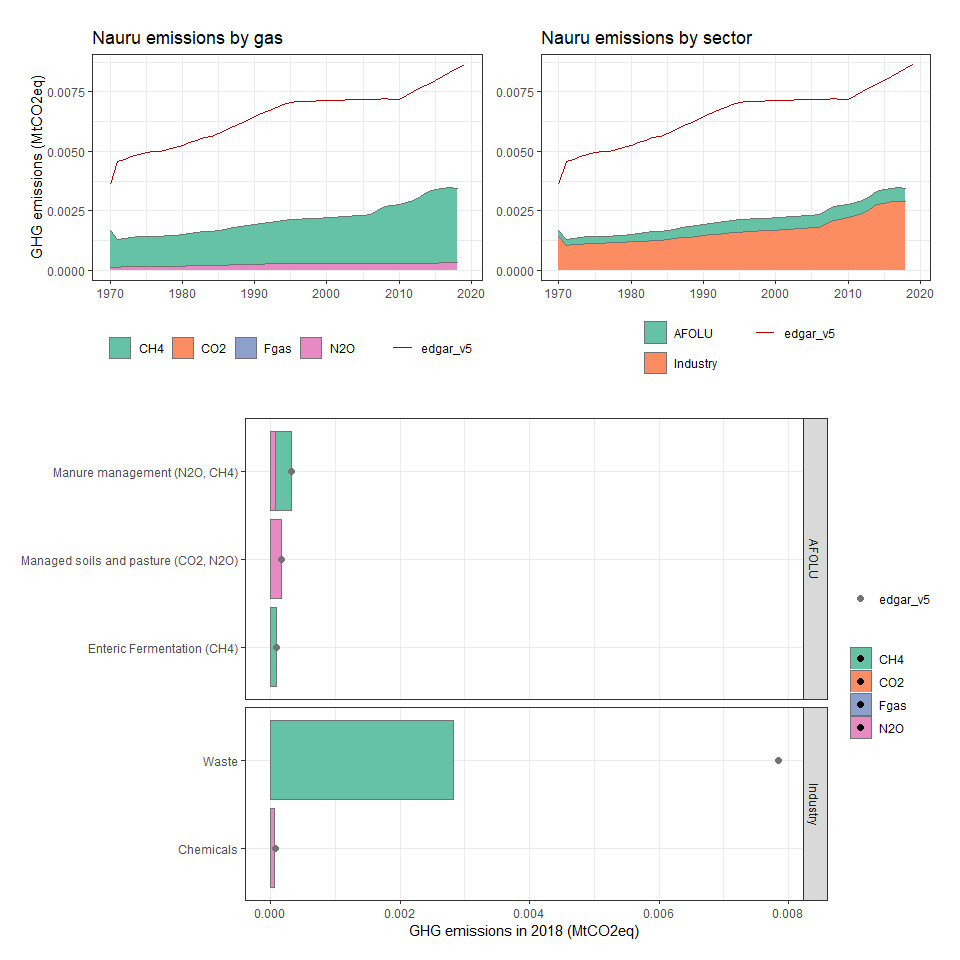 Nauru emissions by gas
GHG emissions (MtCO2eq)
0.0075
0.0050
0.0025
0.0000
1970 1980 1990 2000 2010 2020
CH4 CO2 Fgas N2O edgar_v5
Nauru emissions by sector
0.0075
0.0050
0.0025
0.0000
1970 1980 1990 2000 2010 2020
AFOLU edgar_v5
Industry
Manure management (N2O, CH4)
Managed soils and pasture (CO2, N2O)
Enteric Fermentation (CH4)
AFOLU
Waste
Chemicals
Industry
0.000 0.002 0.004 0.006 0.008
GHG emissions in 2018 (MtCO2eq)
edgar_v5
CH4
CO2
Fgas
N2O